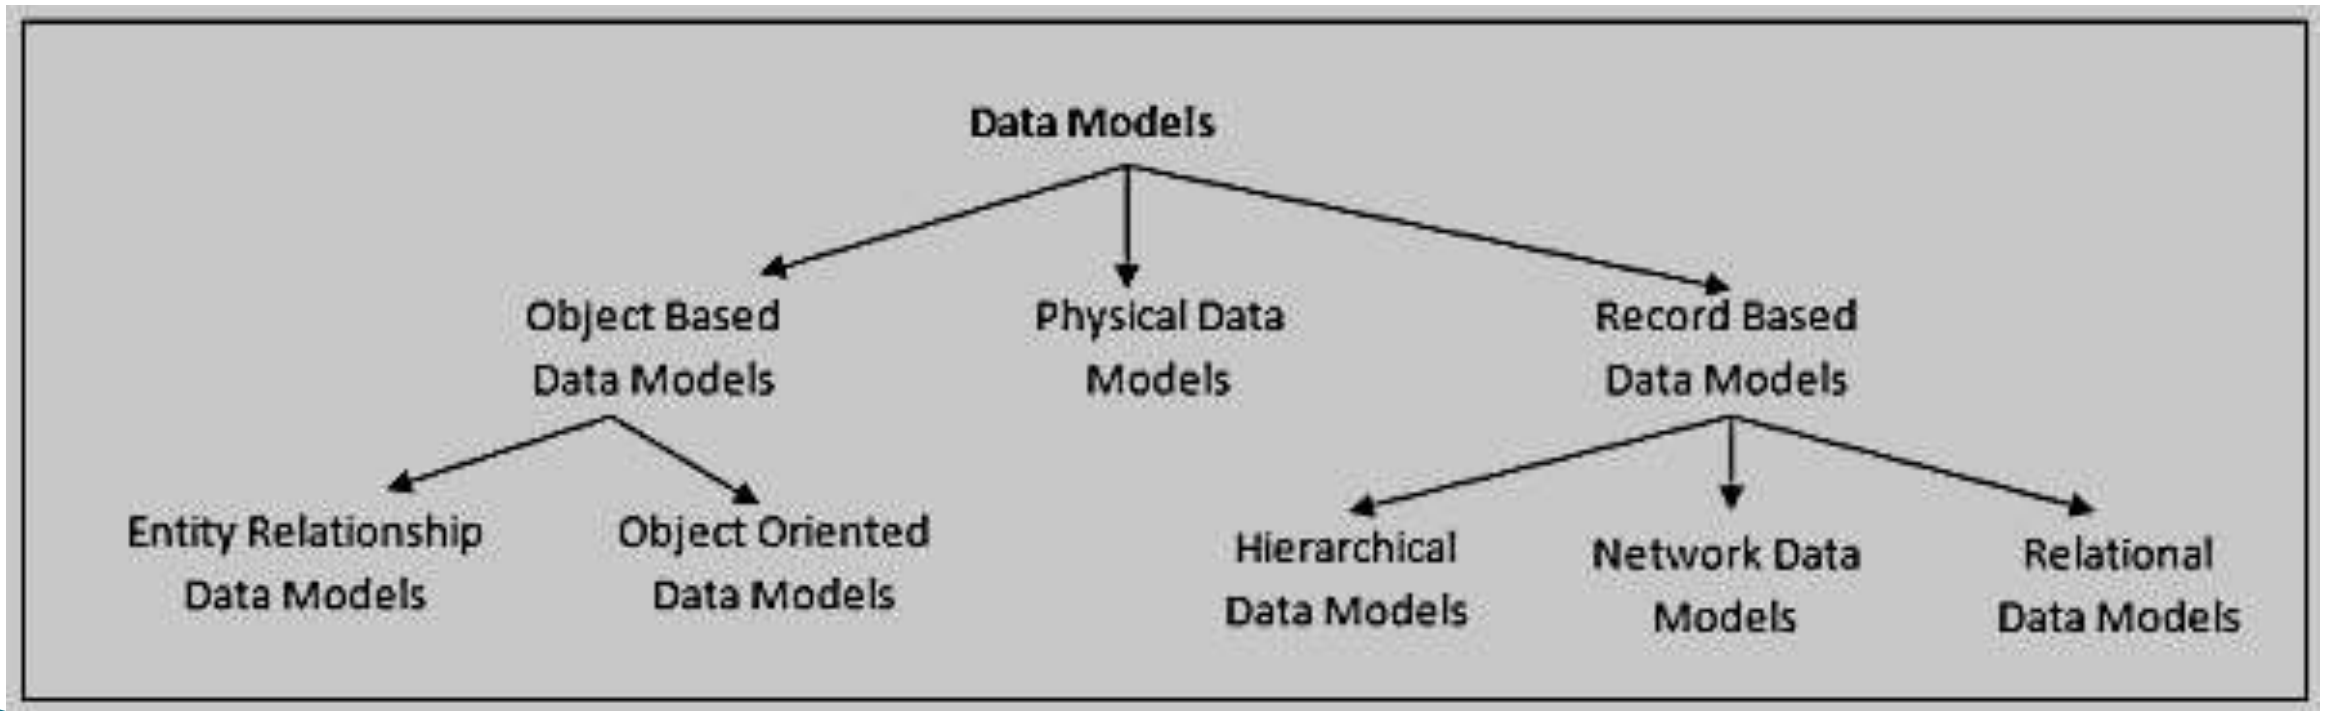 Data Models
Object Based
Data Models
Physical Data
Models
Record Based
Data Models
Entity Relationship
Data Models
Object Oriented
Data Models
Hierarchical
Data Models
Network Data
Models
Relational
Data Models